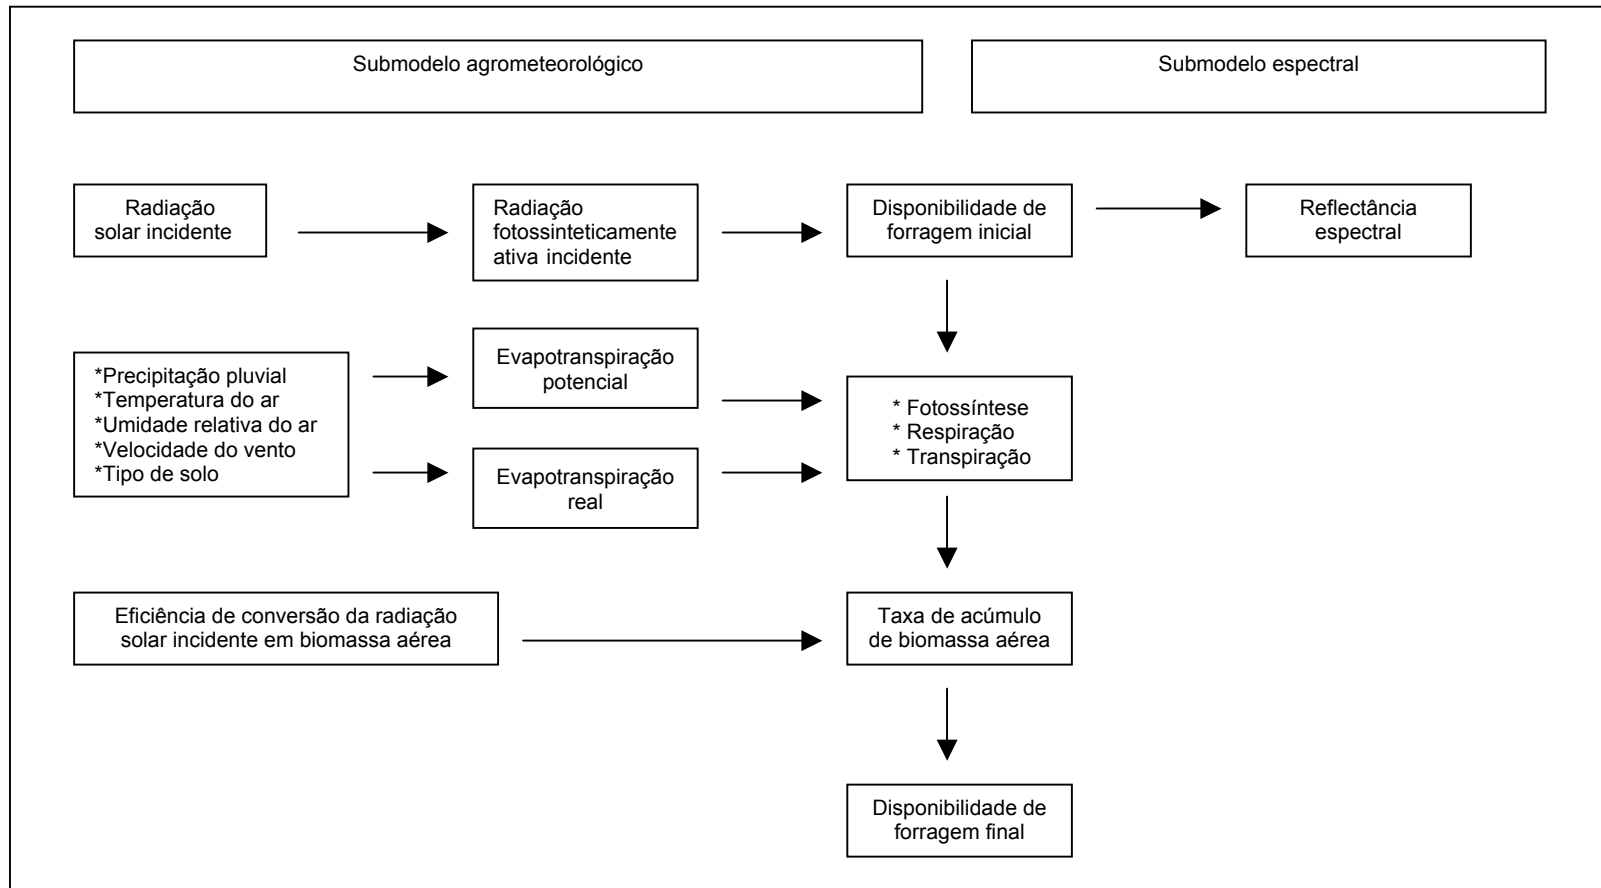 Submodelo agrometeorológico
Submodelo espectral
Radiação
solar incidente
Radiação
fotossinteticamente
ativa incidente
Disponibilidade de
forragem inicial
Reflectância
espectral
*Precipitação pluvial
*Temperatura do ar
*Umidade relativa do ar
*Velocidade do vento
*Tipo de solo
Evapotranspiração
potencial
Evapotranspiração
real
* Fotossíntese
* Respiração
* Transpiração
Eficiência de conversão da radiação
solar incidente em biomassa aérea
Taxa de acúmulo
de biomassa aérea
Disponibilidade de
forragem final